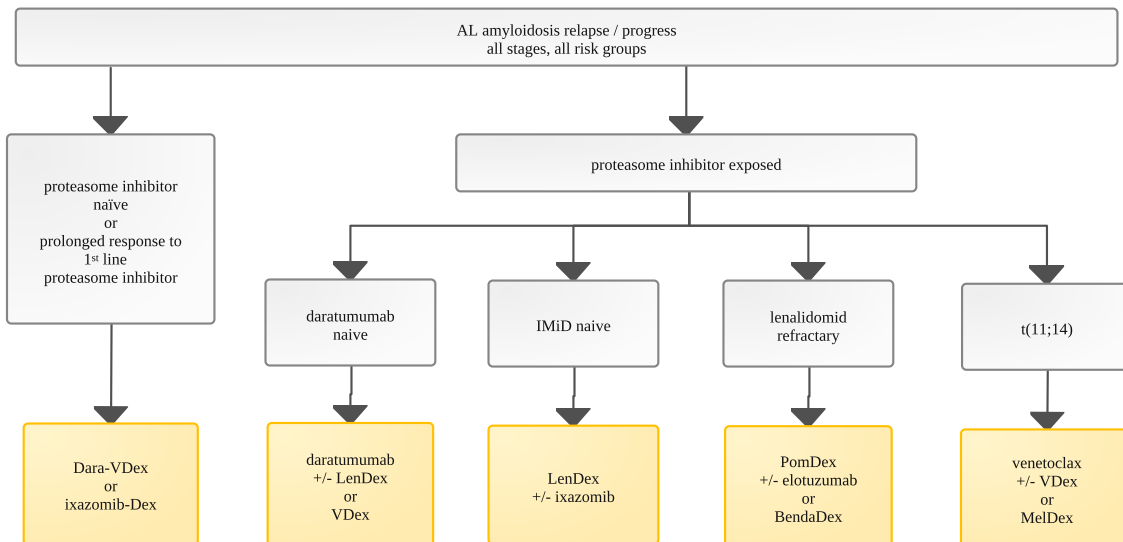 AL amyloidosis relapse / progress
all stages, all risk groups
proteasome inhibitor
naïve
or
prolonged response to
1st line
proteasome inhibitor
proteasome inhibitor exposed
daratumumab
naive
IMiD naive
lenalidomid
refractary
t(11;14)
Dara-VDex
or
ixazomib-Dex
daratumumab
+/- LenDex
or
VDex
LenDex
+/- ixazomib
PomDex
+/- elotuzumab
or
BendaDex
venetoclax
+/- VDex
or
MelDex